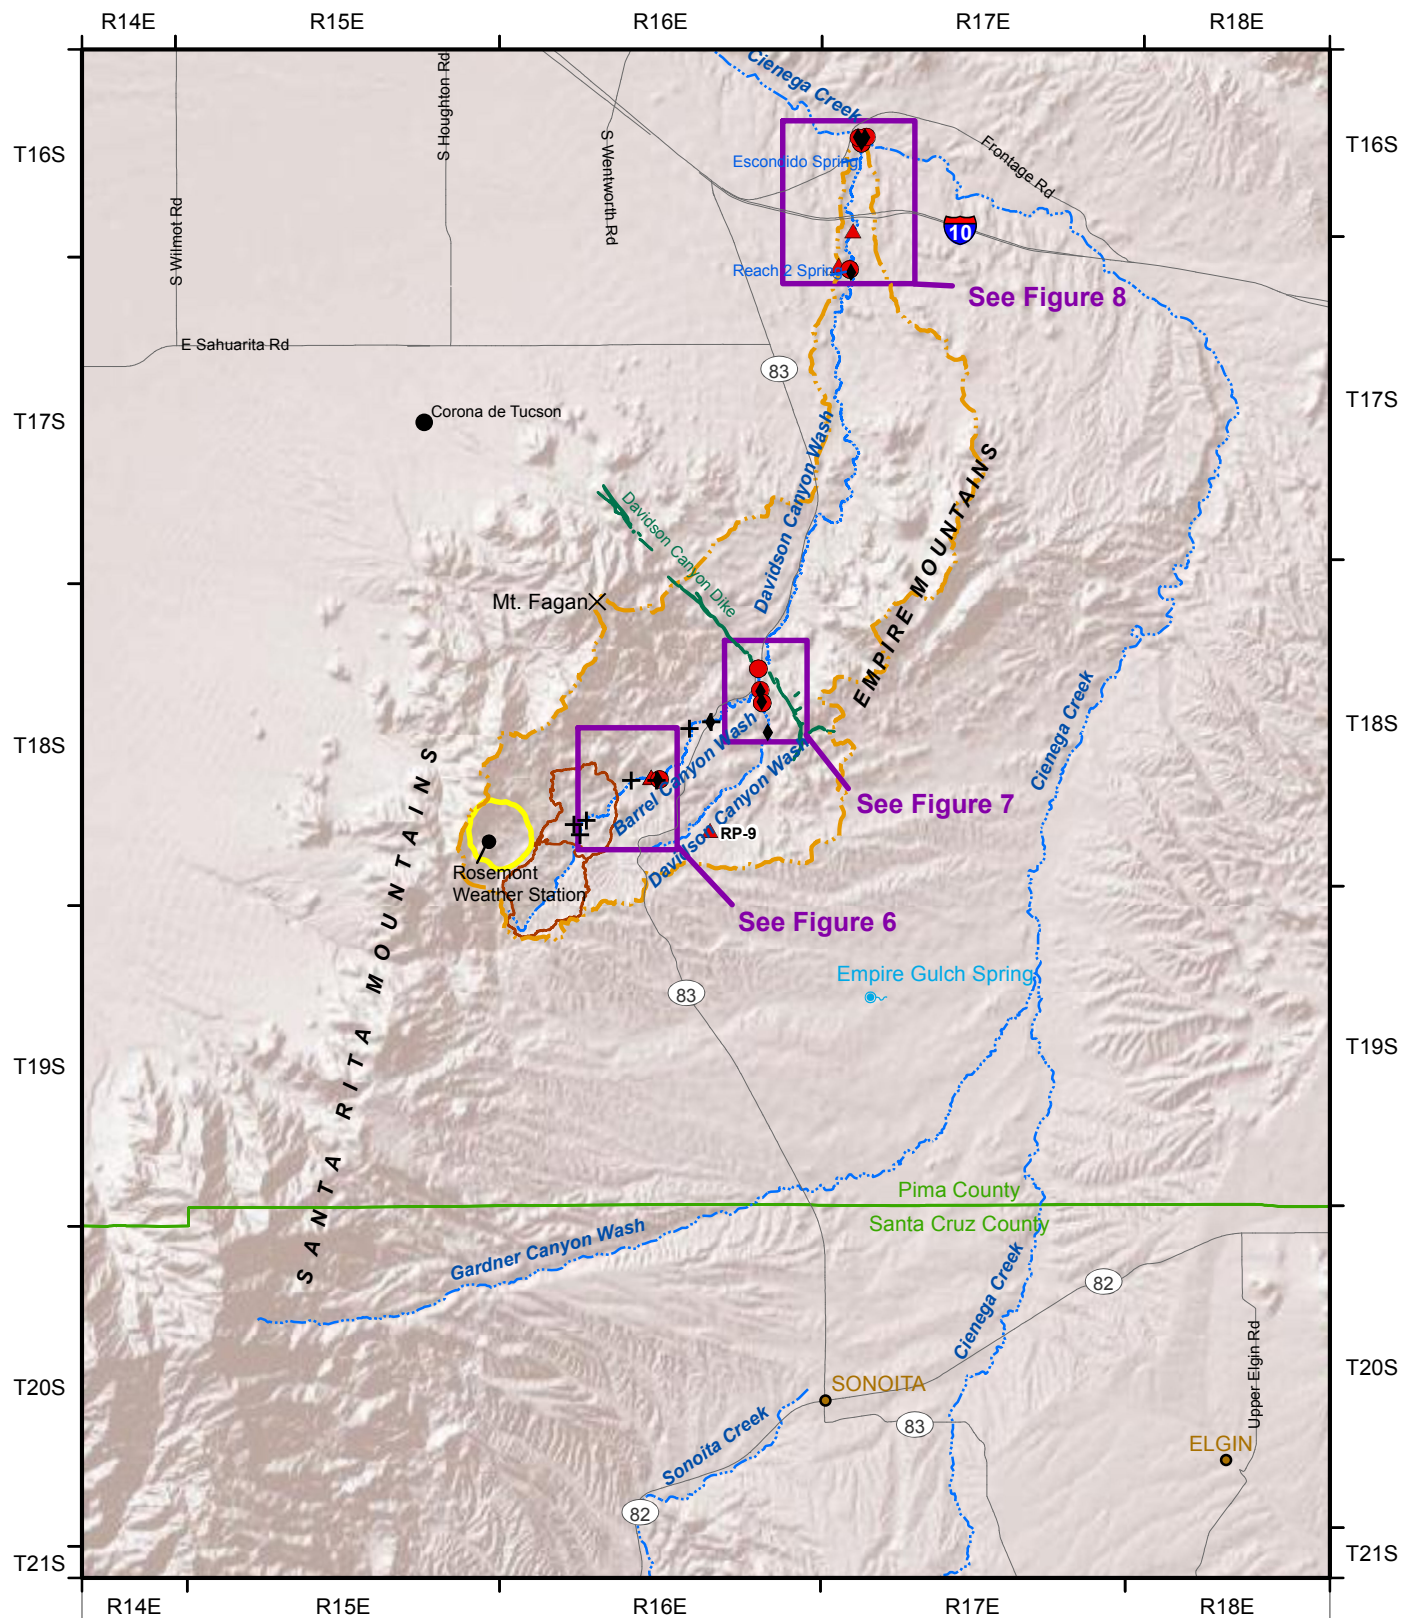 R14E
R15E
R16E
R17E
R18E
Cienega Creek
S Houghton Rd
S Wentworth Rd
S Wilmot Rd
T16S
T16S
Escondido Spring
Frontage Rd
10
Reach 2 Spring
See Figure 8
E Sahuarita Rd
83
T17S
Corona de Tucson
T17S
Davidson Canyon Wash
EMPIRE MOUNTAINS
Davidson Canyon Dike
Mt. Fagan
T18S
T18S
Cienega Creek
Barrel Canyon Wash
Davidson Canyon Wash
See Figure 7
RP-9
Rosemont
Weather Station
See Figure 6
SANTA RITA MOUNTAINS
Empire Gulch Spring
83
T19S
T19S
Pima County
Santa Cruz County
Gardner Canyon Wash
Cienega Creek
82
Upper Elgin Rd
T20S
T20S
SONOITA
83
Sonoita Creek
ELGIN
82
T21S
T21S
R14E
R15E
R16E
R17E
R18E